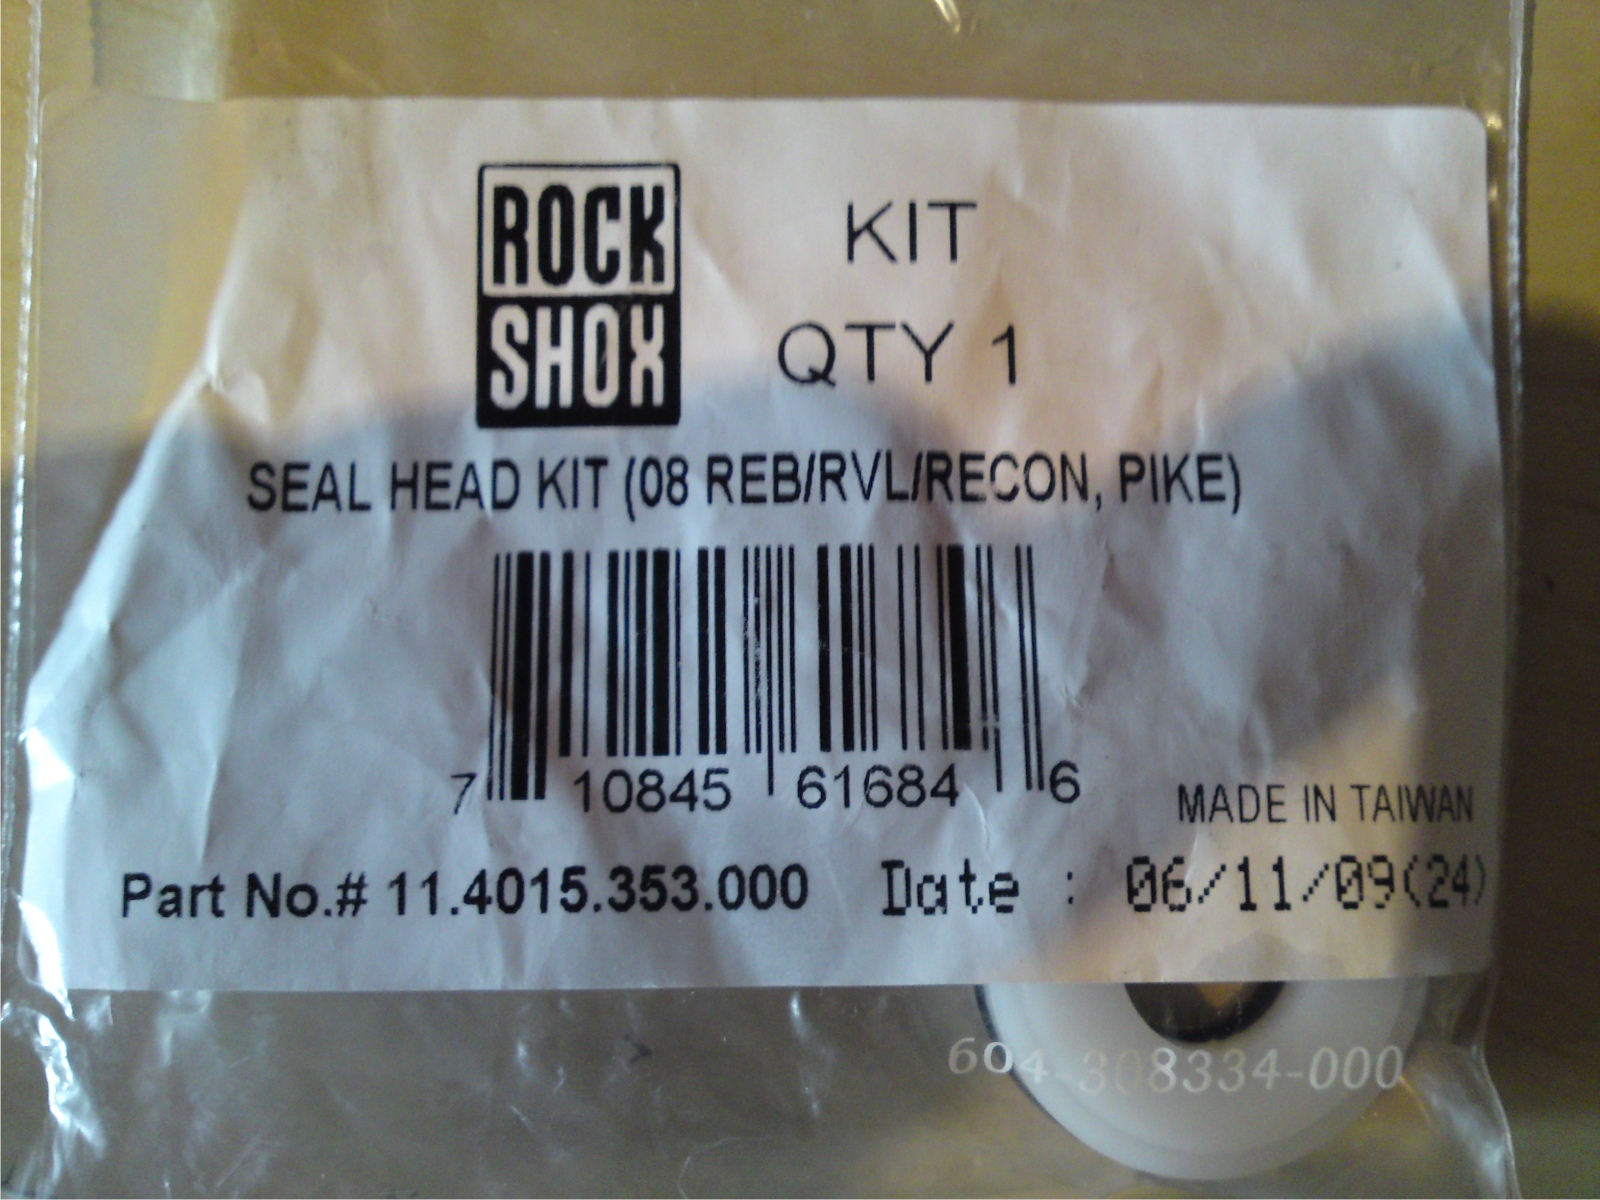 ROCK
SHOX
KIT
QTY 1
SEAL HEAD KIT (08 REB/RVL/RECON, PIKE)
7 10845 61684 6
MADE IN TAIWAN
Part No.# 11.4015.353.000 Date : 06/11/09(24)
604-308334-000